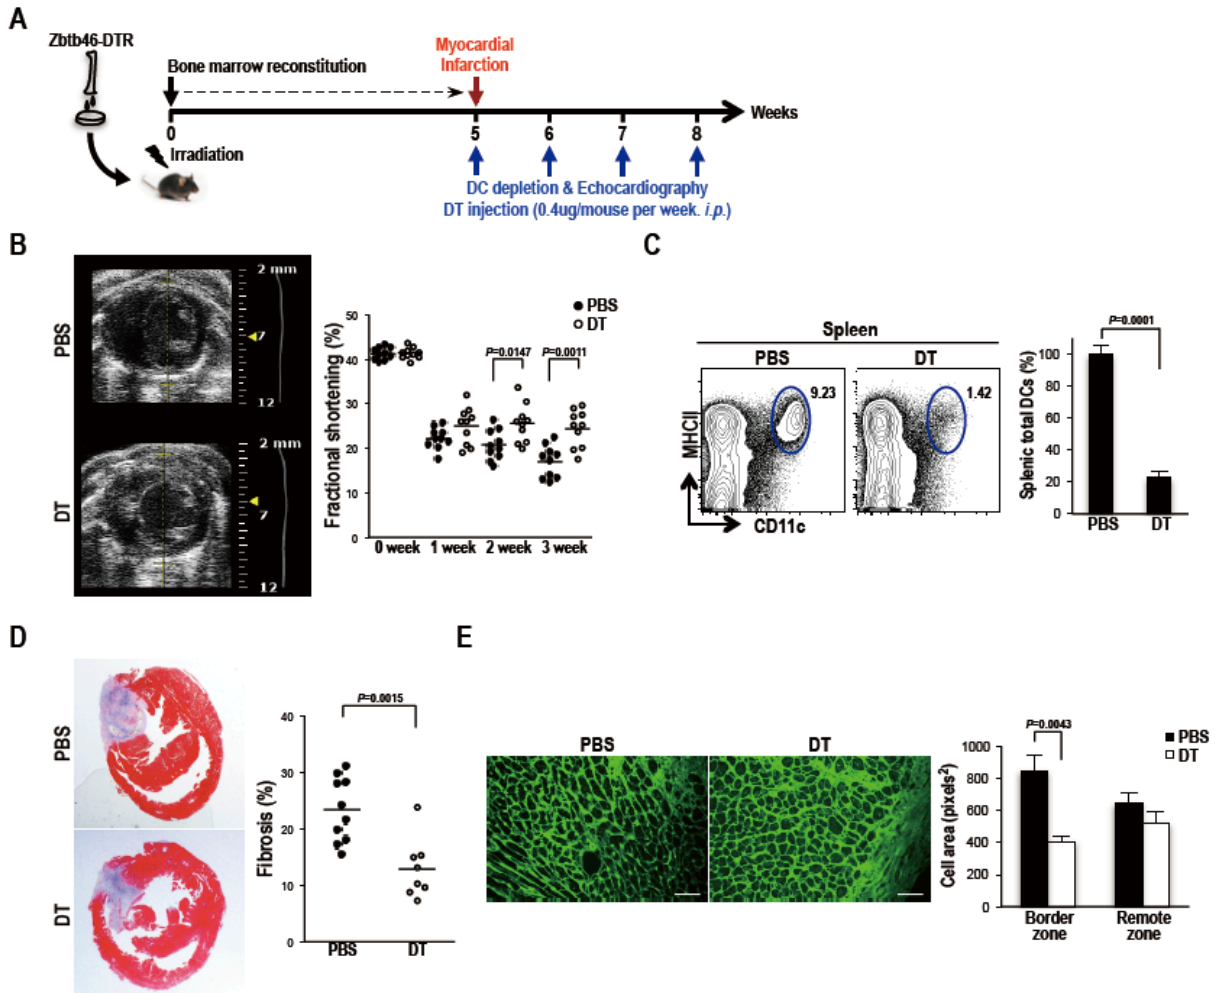 A
Zbtb46-DTR
Bone marrow reconstitution
Myocardial
Infarction
Weeks
0
5
6
7
8
Irradiation
DC depletion & Echocardiography
DT injection (0.4ug/mouse per week. i.p.)
B
PBS
2 mm
7
12
DT
2 mm
7
12
PBS
DT
Fractional shortening (%)
50
40
30
20
10
0
P=0.0147
P=0.0011
0 week
1 week
2 week
3 week
C
Spleen
PBS
DT
9.23
1.42
MHCII
CD11c
P=0.0001
Splenic total DCs (%)
100
80
60
40
20
0
PBS
DT
D
PBS
DT
P=0.0015
Fibrosis (%)
40
30
20
10
0
PBS
DT
E
PBS
DT
P=0.0043
PBS
DT
Cell area (pixels²)
1000
800
600
400
200
0
Border
zone
Remote
zone